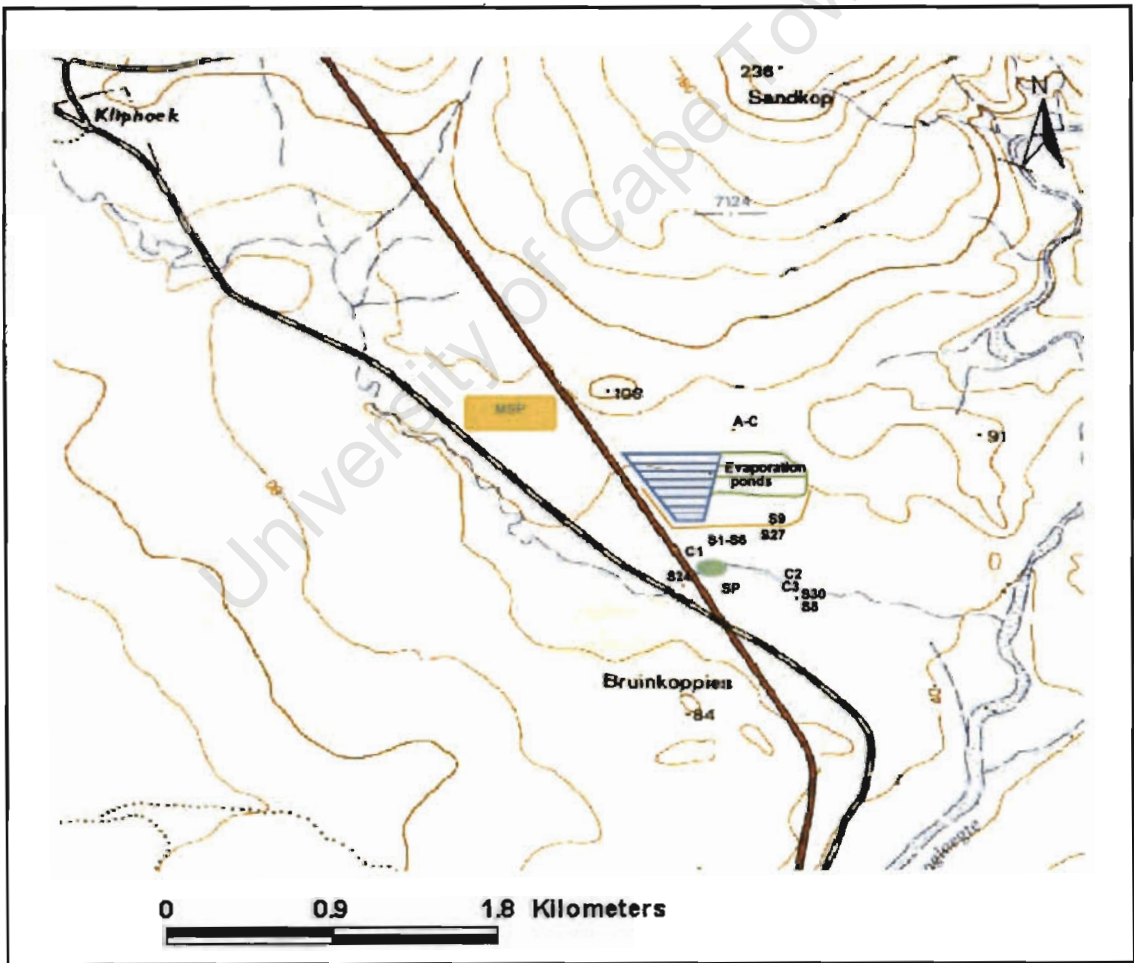 University of Cape Tow
236
Sandkop
N
Kliphoek
7124
108
MSP
A-C
91
Evaporation
ponds
S9
S27
S1-S6
C1
S24
SP
C2
C3
S30
S8
Bruinkoppies
84
0 0.9 1.8 Kilometers